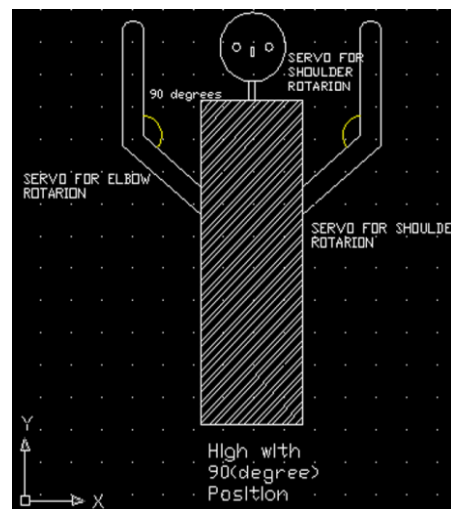 SERVO FOR
SHOULDER
ROTARION
90 degrees
SERVO FOR ELBOW
ROTARION
SERVO FOR SHOULDE
ROTARION
Y
X
High with
90(degree)
Position